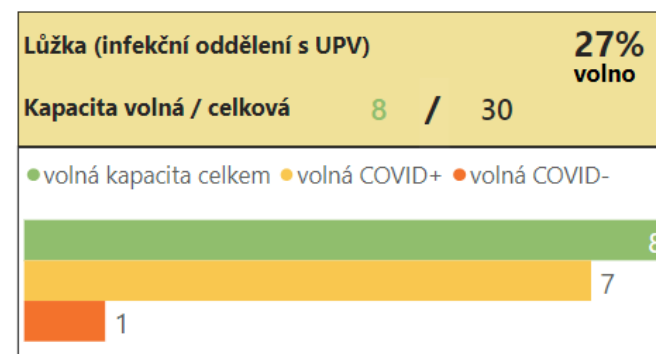 Lůžka (infekční oddělení s UPV) 27%
volno
Kapacita volná / celková 8 / 30
volná kapacita celkem volná COVID+ volná COVID-
8
7
1